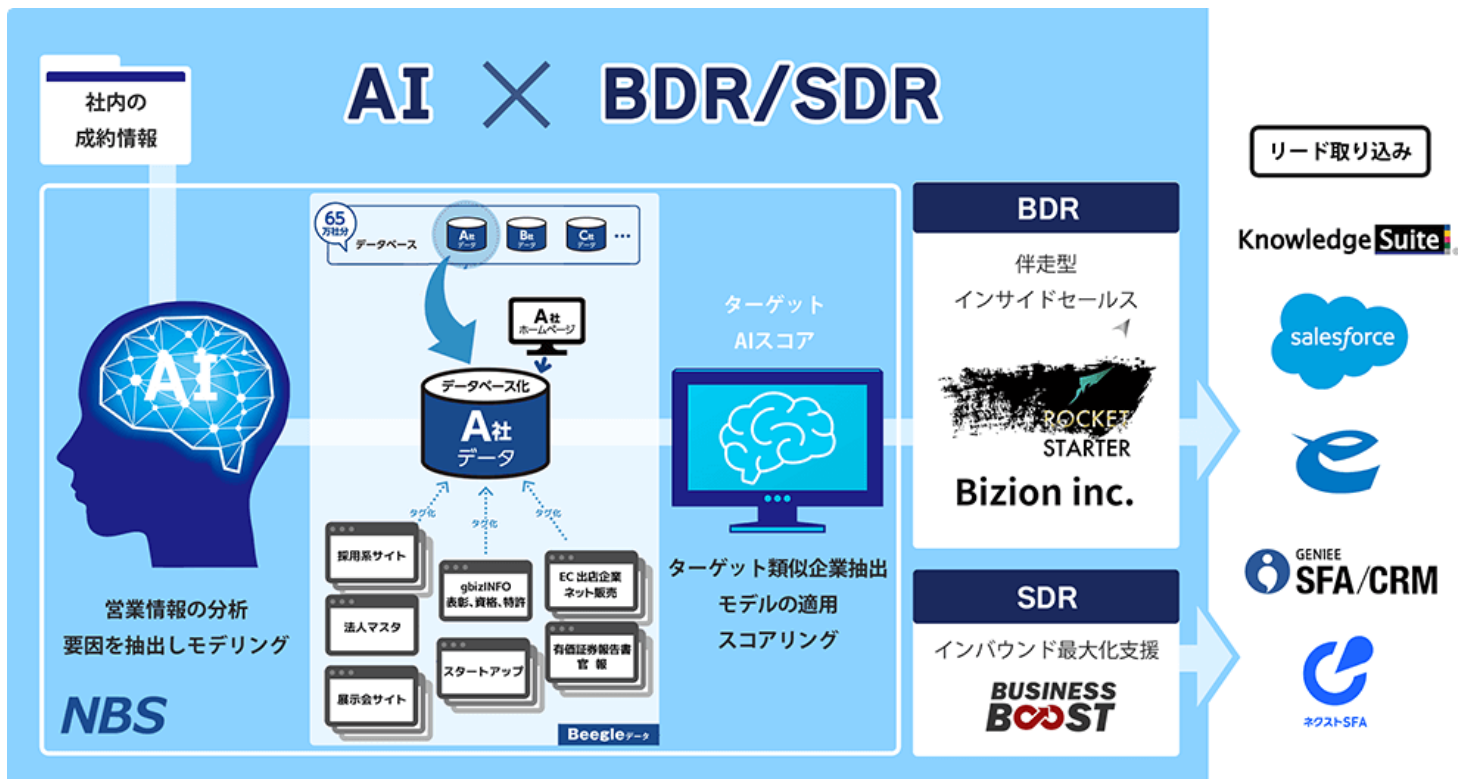 AI × BDR/SDR
社内の
成約情報
65
万社分
データベース
A社
データ
B社
データ
C社
データ
...
A社
ホームページ
データベース化
A社
データ
タグ化
タグ化
タグ化
採用系サイト
法人マスタ
展示会サイト
gbizINFO
表彰、資格、特許
スタートアップ
EC 出店企業
ネット販売
有価証券報告書
官 報
Beegleデータ
AI
営業情報の分析
要因を抽出しモデリング
NBS
ターゲット
AIスコア
ターゲット類似企業抽出
モデルの適用
スコアリング
BDR
伴走型
インサイドセールス
ROCKET
STARTER
Bizion inc.
SDR
インバウンド最大化支援
BUSINESS
BOOST
リード取り込み
Knowledge Suite
salesforce
e
GENIEE
SFA/CRM
ネクストSFA